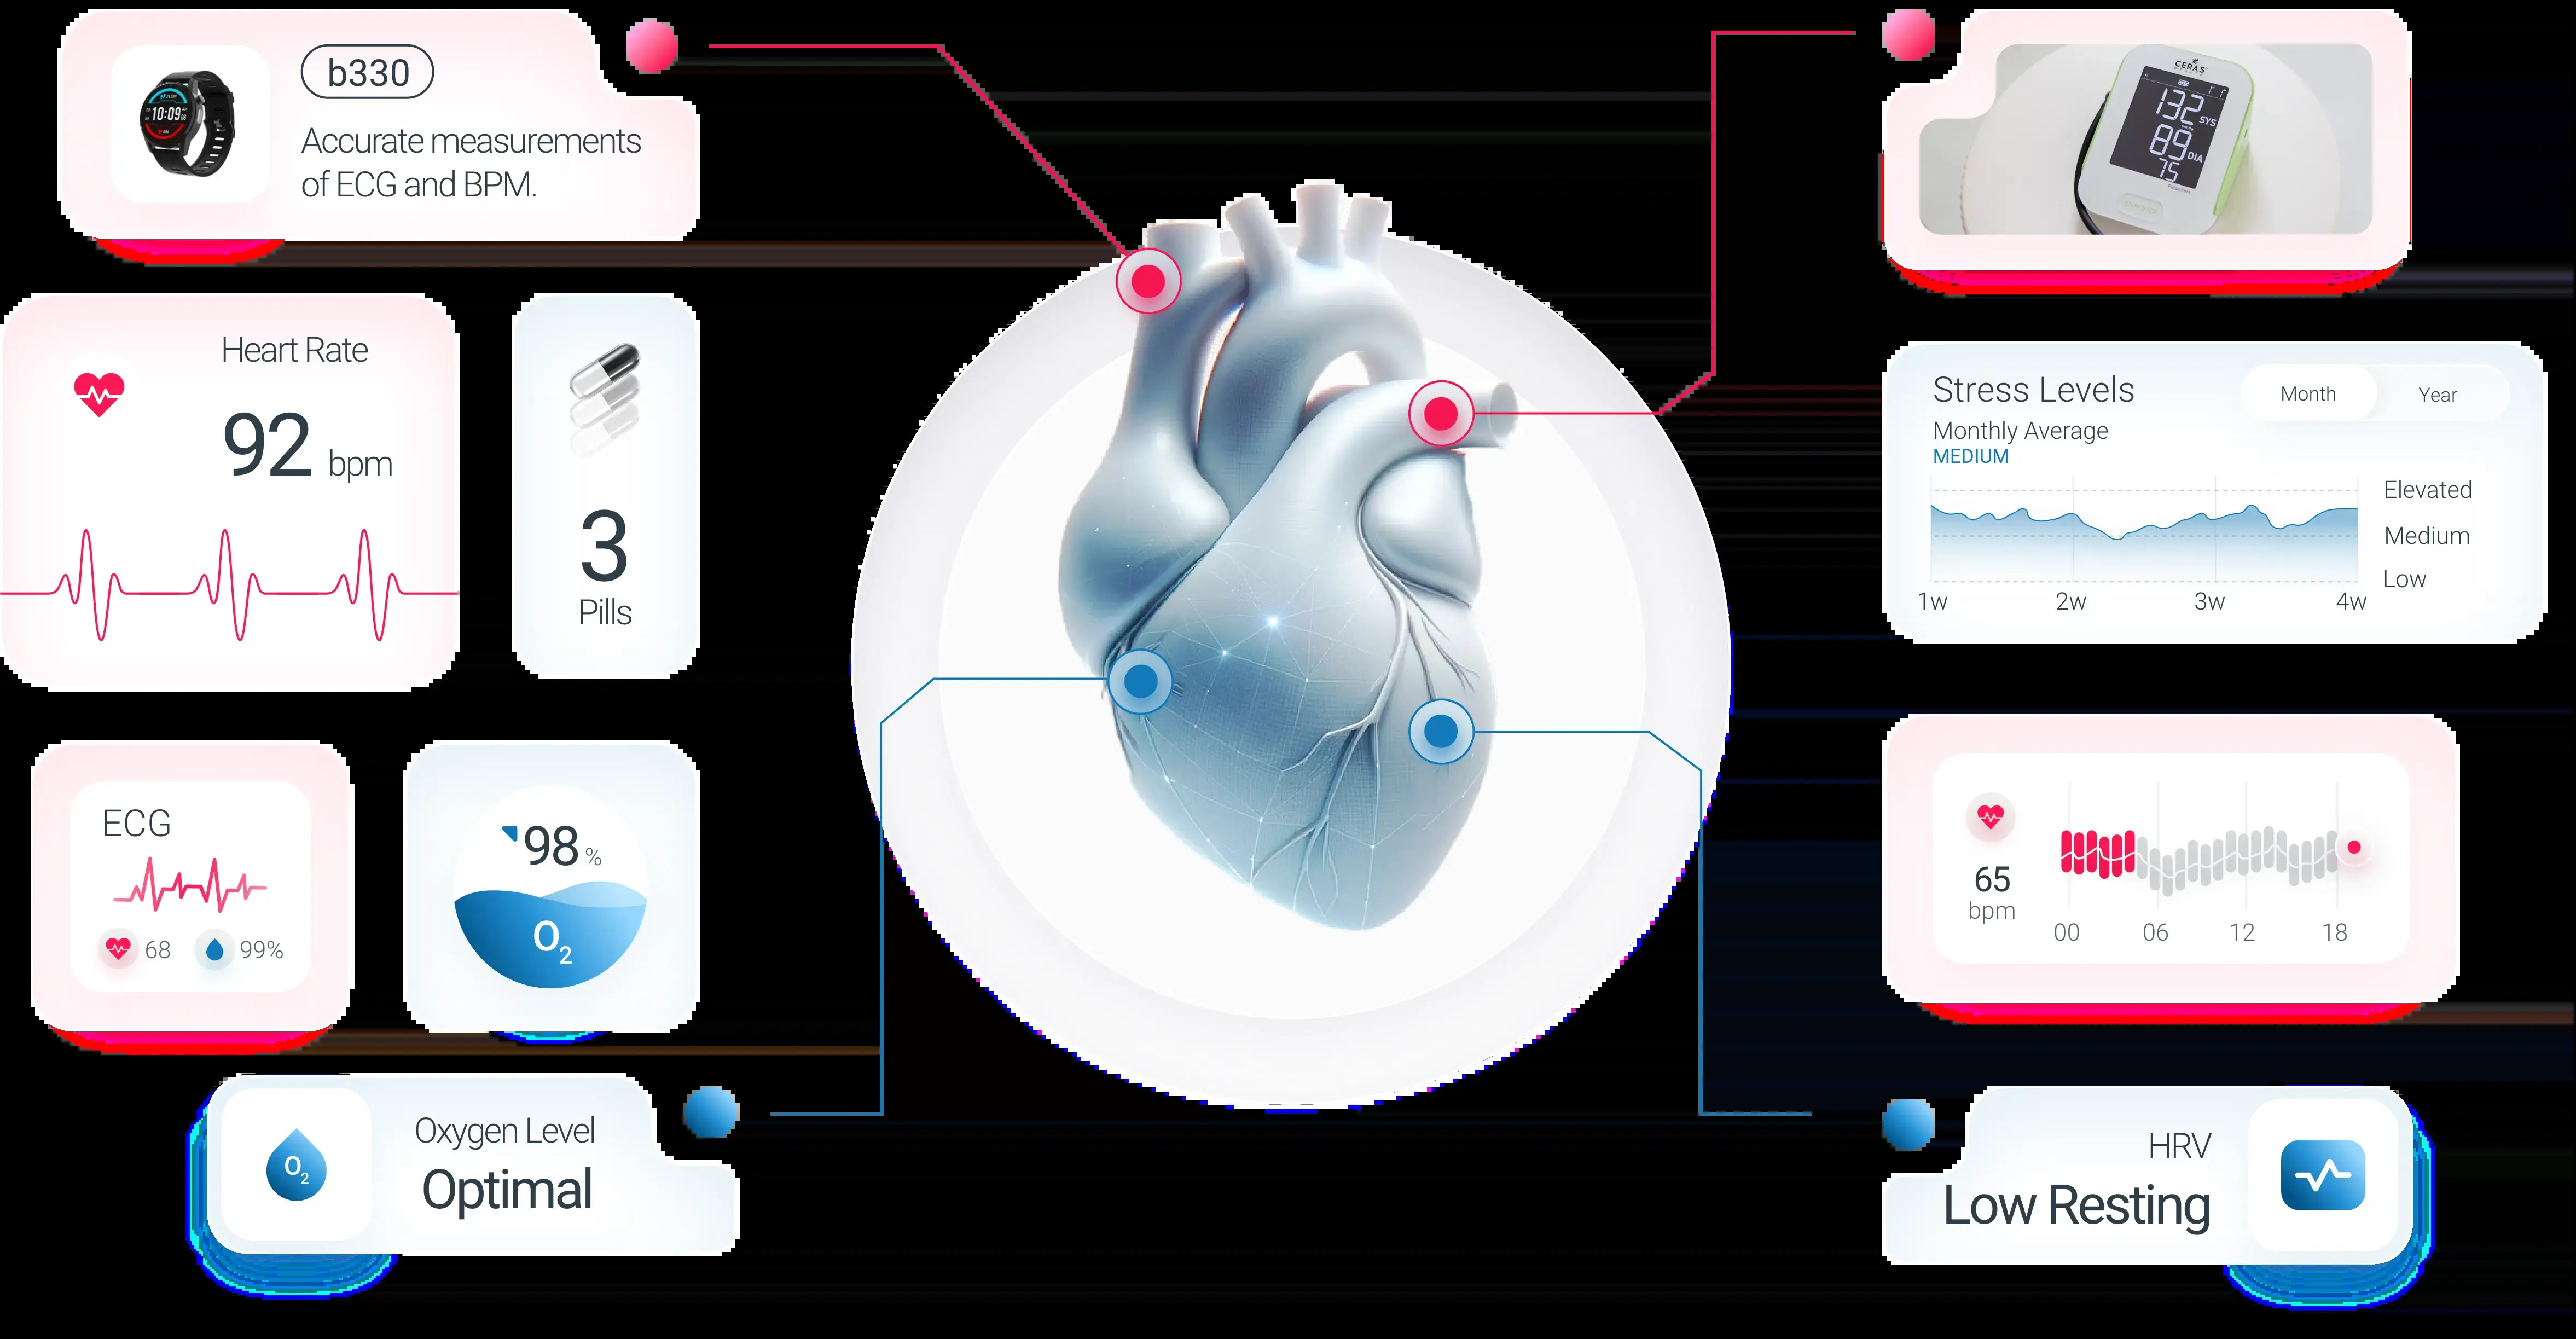 b330
Accurate measurements
of ECG and BPM.
10:09
Heart Rate
92 bpm
3
Pills
ECG
68
99%
98 %
O2
O2
Oxygen Level
Optimal
CERAS
132
SYS
89
DIA
75
Stress Levels
Month
Year
Monthly Average
MEDIUM
Elevated
Medium
Low
1w
2w
3w
4w
65
bpm
00
06
12
18
HRV
Low Resting